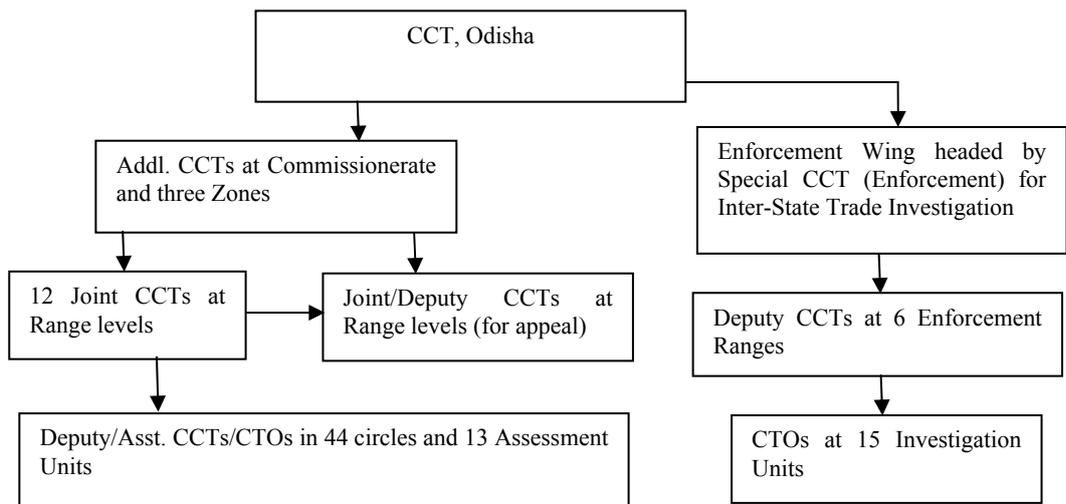 CCT, Odisha
Addl. CCTs at Commissionerate
and three Zones
Enforcement Wing headed by
Special CCT (Enforcement) for
Inter-State Trade Investigation
12 Joint CCTs at
Range levels
Joint/Deputy CCTs at
Range levels (for appeal)
Deputy CCTs at 6 Enforcement
Ranges
Deputy/Asst. CCTs/CTOs in 44 circles and 13 Assessment
Units
CTOs at 15 Investigation
Units